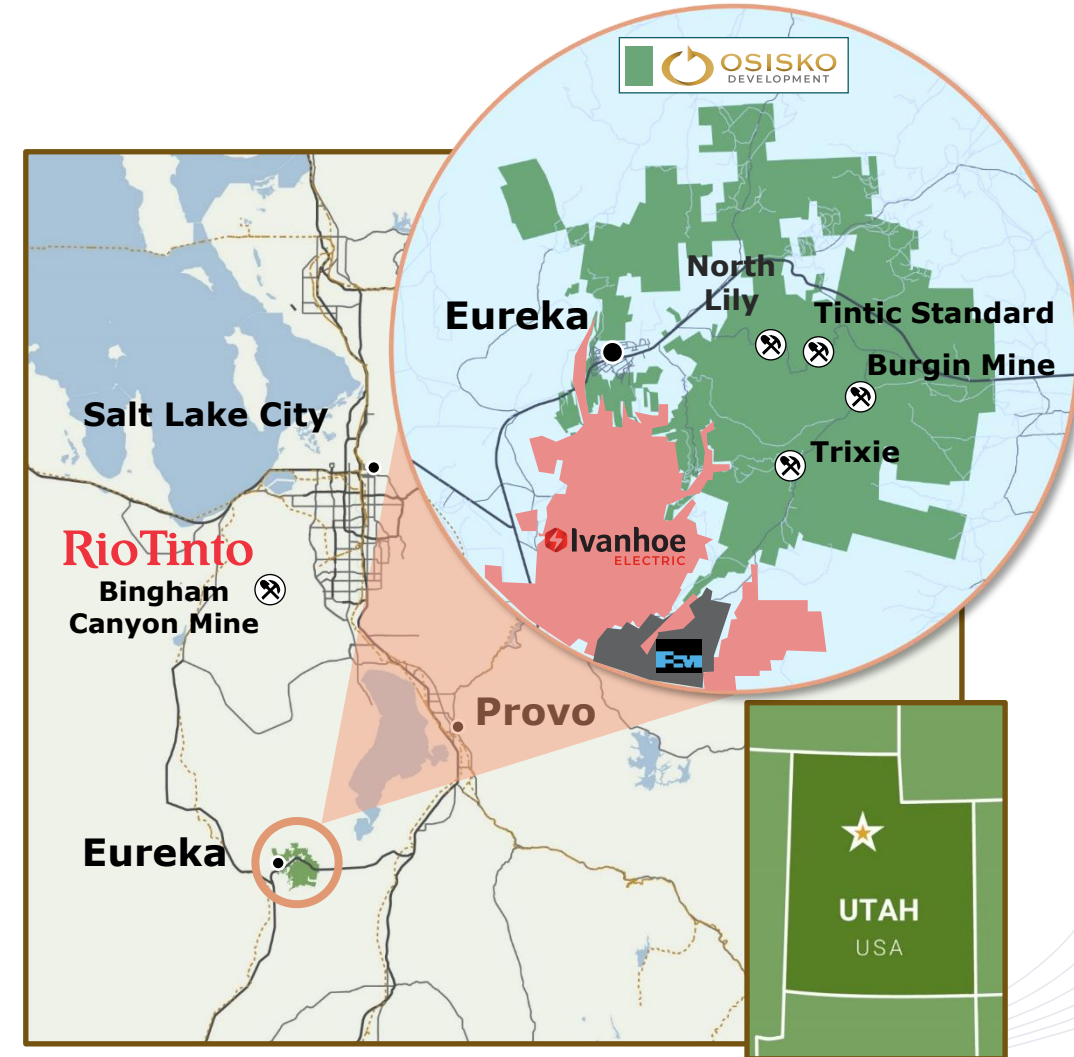 OSISKO
DEVELOPMENT
North
Lily
Eureka
Tintic Standard
Burgin Mine
Trixie
Ivanhoe
ELECTRIC
Salt Lake City
RioTinto
Bingham
Canyon Mine
Provo
Eureka
UTAH
USA